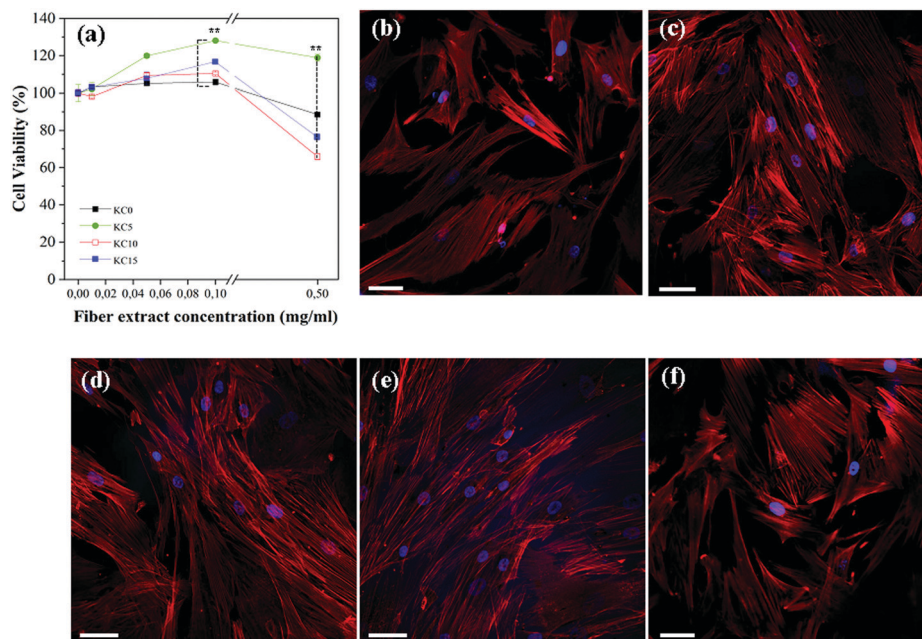 (a)
**
**
140
120
100
80
60
40
20
0
Cell Viability (%)
KC0
KC5
KC10
KC15
0,00 0,02 0,04 0,06 0,08 0,10 0,50
Fiber extract concentration (mg/ml)
(b)
(c)
(d)
(e)
(f)